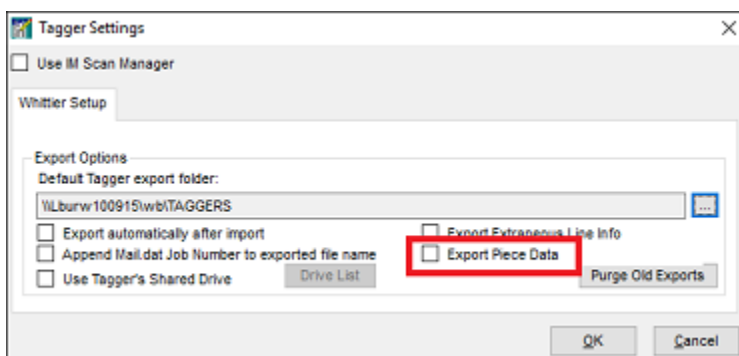 Tagger Settings
Use IM Scan Manager
Whittier Setup
Export Options
Default Tagger export folder:
\\Lburw100915\wb\TAGGERS
...
Export automatically after import
Export Extraneous Line Info
Append Mail.dat Job Number to exported file name
Export Piece Data
Use Tagger's Shared Drive
Drive List
Purge Old Exports
OK
Cancel